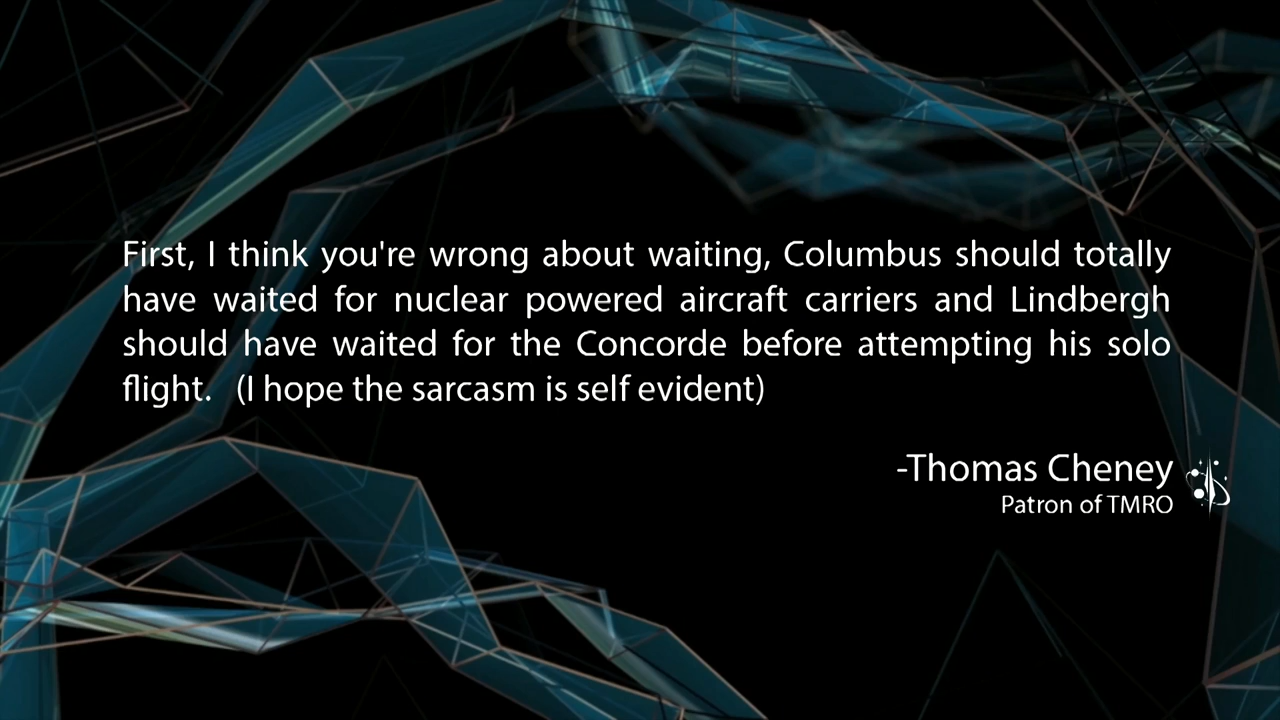 First, I think you're wrong about waiting, Columbus should totally
have waited for nuclear powered aircraft carriers and Lindbergh
should have waited for the Concorde before attempting his solo
flight.   (I hope the sarcasm is self evident)
-Thomas Cheney
Patron of TMRO